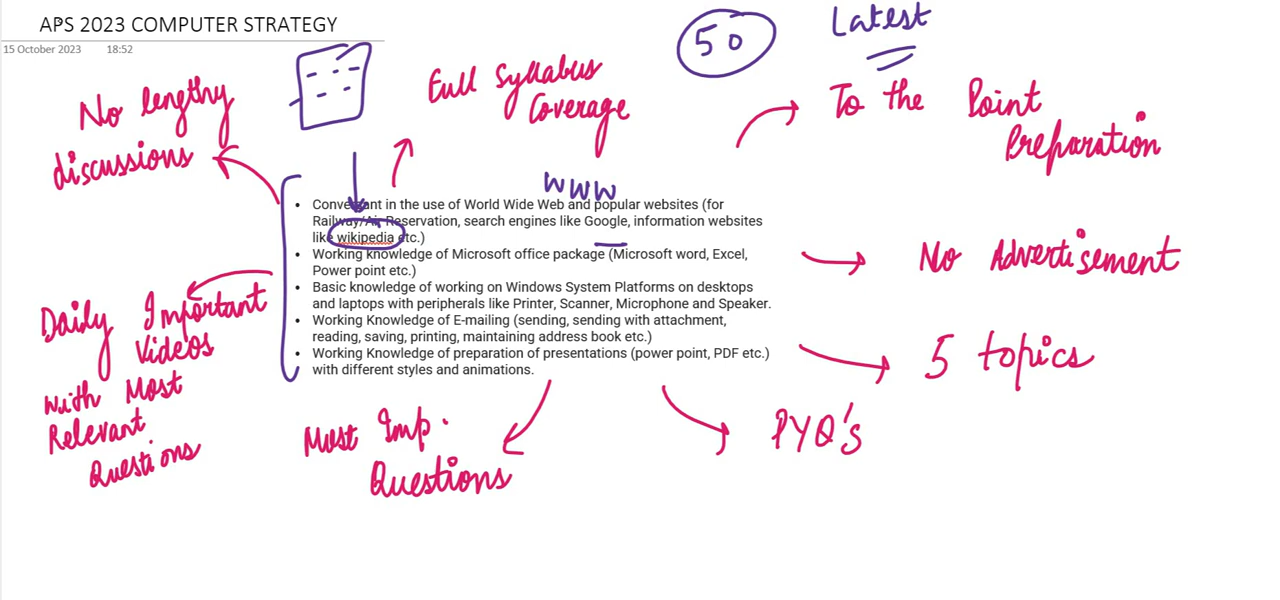 APS 2023 COMPUTER STRATEGY
15 October 2023 18:52
50
Latest
No lengthy
discussions
Full Syllabus
Coverage
To the Point
Preparation
WWW
• Conversant in the use of World Wide Web and popular websites (for
Railway/Air Reservation, search engines like Google, information websites
like wikipedia etc.)
• Working knowledge of Microsoft office package (Microsoft word, Excel,
Power point etc.)
• Basic knowledge of working on Windows System Platforms on desktops
and laptops with peripherals like Printer, Scanner, Microphone and Speaker.
• Working Knowledge of E-mailing (sending, sending with attachment,
reading, saving, printing, maintaining address book etc.)
• Working Knowledge of preparation of presentations (power point, PDF etc.)
with different styles and animations.
No Advertisement
5 topics
Daily Important
Videos
With Most
Relevant
Questions
Most Imp.
Questions
PYQ's